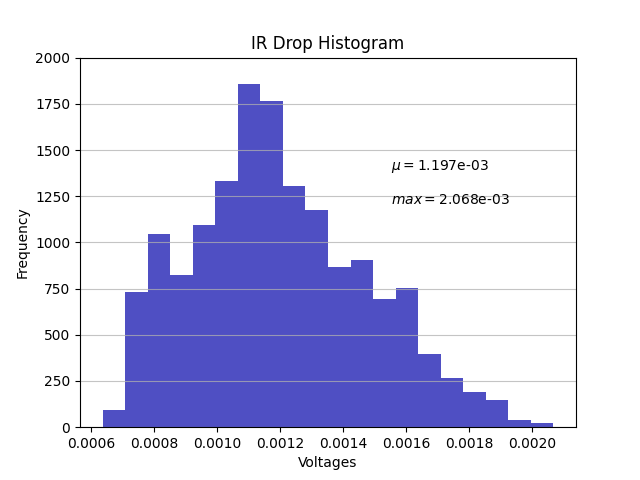 IR Drop Histogram
2000
1750
1500
1250
1000
750
500
250
0
Frequency
μ = 1.197e-03
max = 2.068e-03
0.0006 0.0008 0.0010 0.0012 0.0014 0.0016 0.0018 0.0020
Voltages